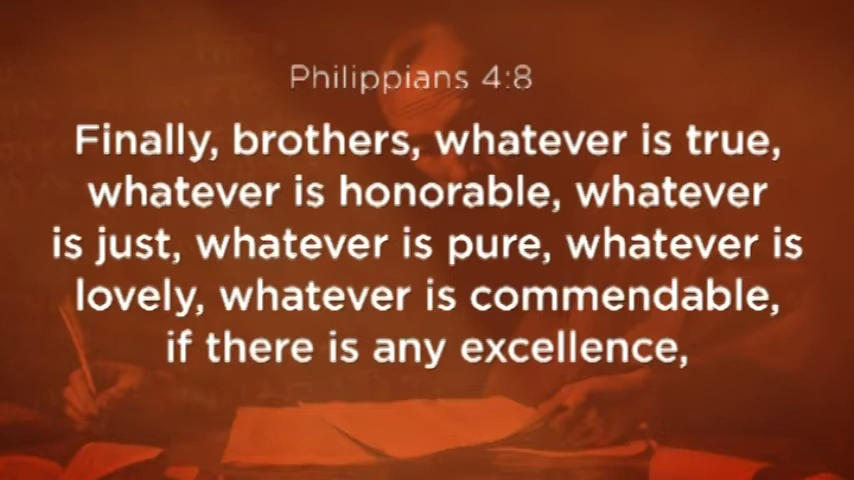 Philippians 4:8
Finally, brothers, whatever is true,
whatever is honorable, whatever
is just, whatever is pure, whatever is
lovely, whatever is commendable,
if there is any excellence,